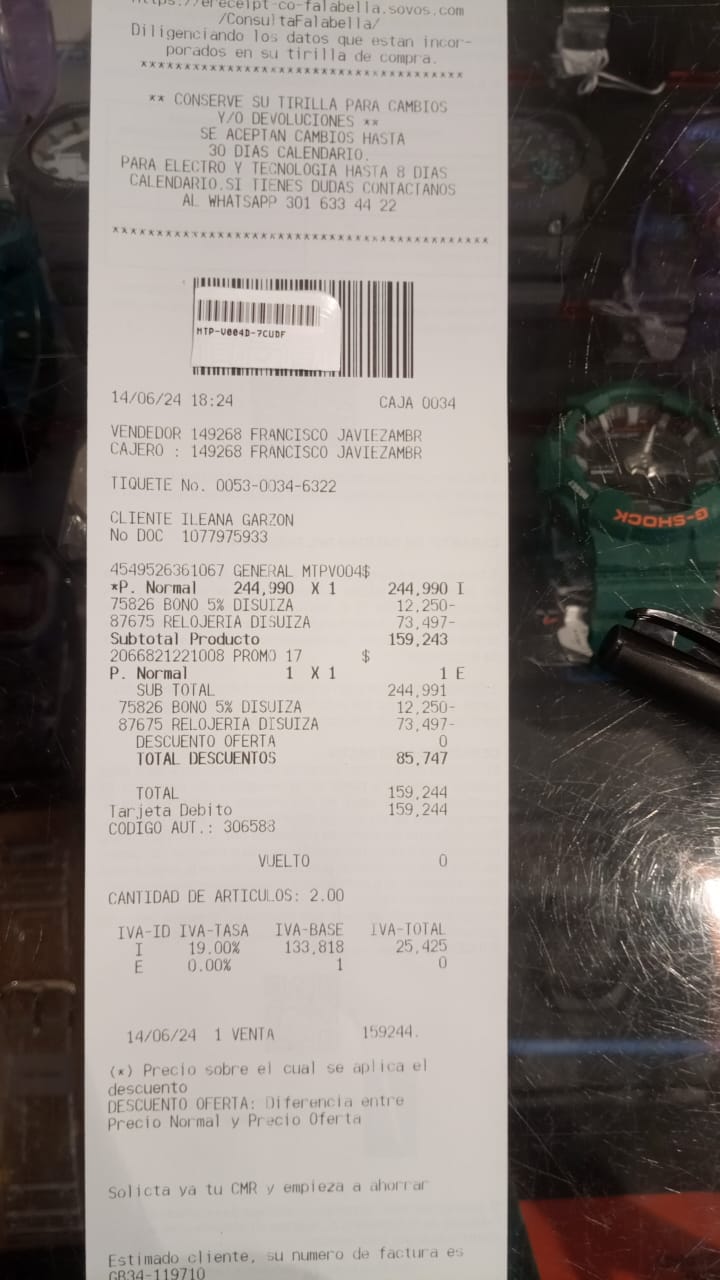 https://ereceipt-co-falabella.sovos.com
/ConsultaFalabella/
Diligenciando los datos que estan incor-
porados en su tirilla de compra.
****************************************
** CONSERVE SU TIRILLA PARA CAMBIOS
Y/O DEVOLUCIONES **
SE ACEPTAN CAMBIOS HASTA
30 DIAS CALENDARIO.
PARA ELECTRO Y TECNOLOGIA HASTA 8 DIAS
CALENDARIO.SI TIENES DUDAS CONTACTANOS
AL WHATSAPP 301 633 44 22
****************************************
MTP-V004D-7CUDF
14/06/24 18:24 CAJA 0034
VENDEDOR 149268 FRANCISCO JAVIEZAMBR
CAJERO : 149268 FRANCISCO JAVIEZAMBR
TIQUETE No. 0053-0034-6322
CLIENTE ILEANA GARZON
No DOC 1077975933
4549526361067 GENERAL MTPV004$
*P. Normal 244,990 X 1 244,990 I
75826 BONO 5% DISUIZA 12,250-
87675 RELOJERIA DISUIZA 73,497-
Subtotal Producto 159,243
2066821221008 PROMO 17 $
P. Normal 1 X 1 1 E
SUB TOTAL 244,991
75826 BONO 5% DISUIZA 12,250-
87675 RELOJERIA DISUIZA 73,497-
DESCUENTO OFERTA 0
TOTAL DESCUENTOS 85,747
TOTAL 159,244
Tarjeta Debito 159,244
CODIGO AUT.: 306588
VUELTO 0
CANTIDAD DE ARTICULOS: 2.00
IVA-ID IVA-TASA IVA-BASE IVA-TOTAL
I 19.00% 133,818 25,425
E 0.00% 1 0
14/06/24 1 VENTA 159244.
(*) Precio sobre el cual se aplica el
descuento
DESCUENTO OFERTA: Diferencia entre
Precio Normal y Precio Oferta
Solicta ya tu CMR y empieza a ahorrar
Estimado cliente, su numero de factura es
GB34-119710
G-SHOCK